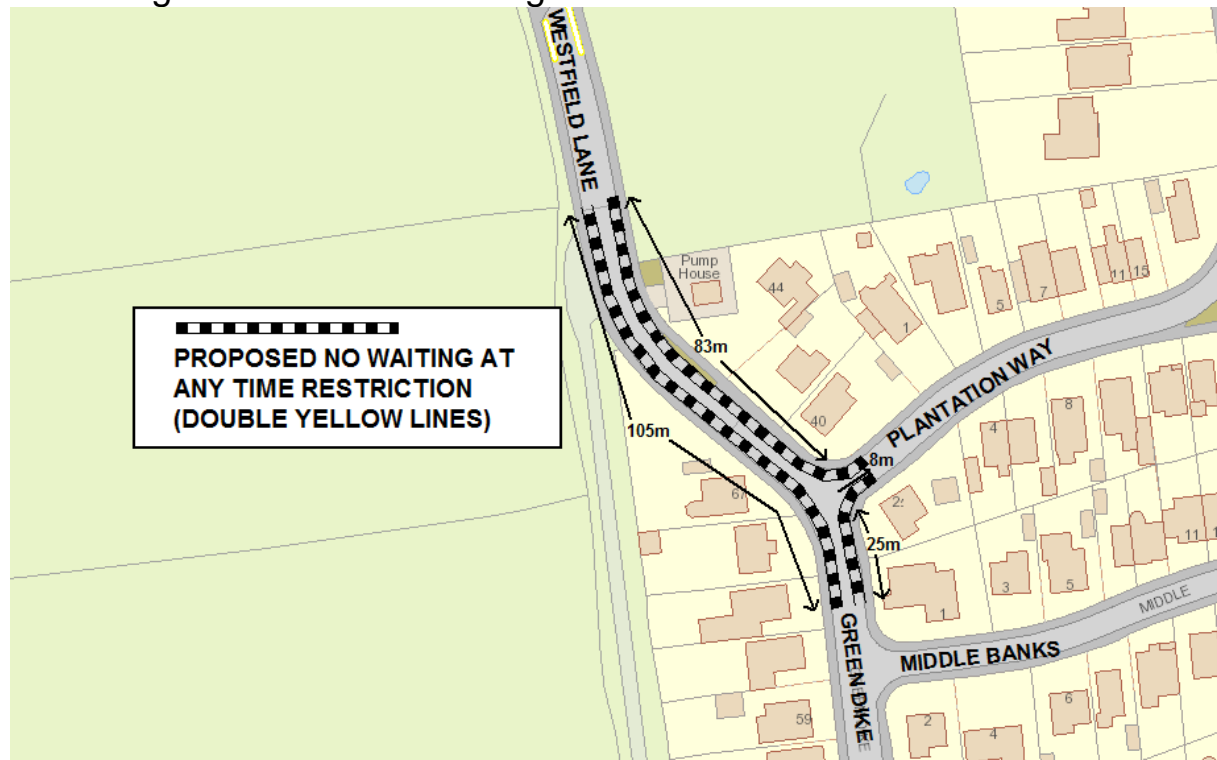 WESTFIELD LANE
Pump
House
44
1
5
7
11 15
83m
PROPOSED NO WAITING AT
ANY TIME RESTRICTION
(DOUBLE YELLOW LINES)
105m
40
PLANTATION WAY
8
4
8m
67
25m
11
3
5
1
MIDDLE
MIDDLE BANKS
GREEN DIKE
59
2
4
6